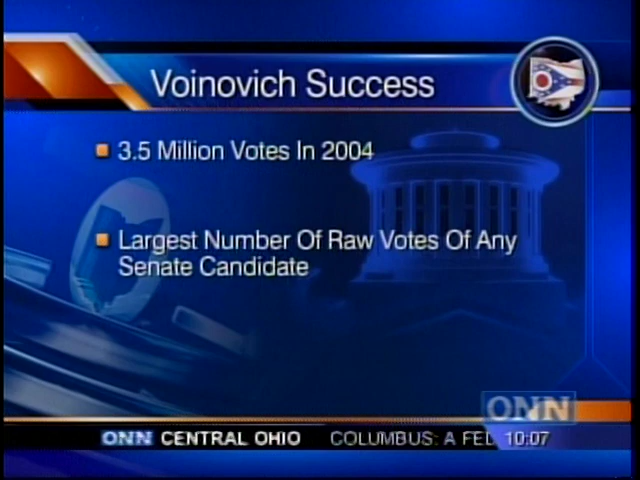 Voinovich Success
3.5 Million Votes In 2004
Largest Number Of Raw Votes Of Any
Senate Candidate
ONN
ONN CENTRAL OHIO COLUMBUS: A FED 10:07